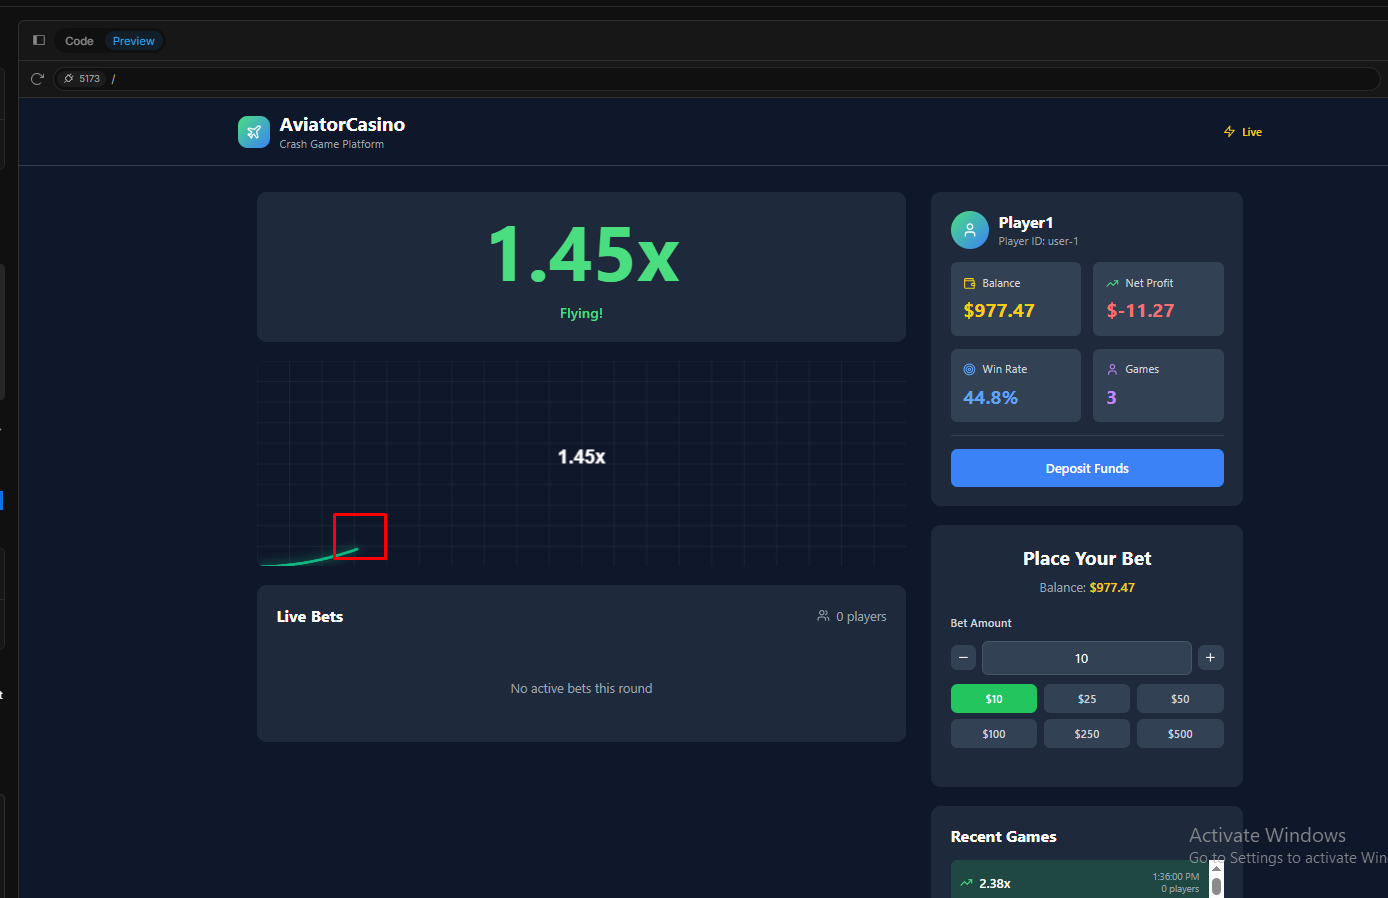 Code Preview
5173 /
AviatorCasino
Crash Game Platform
Live
1.45x
Flying!
1.45x
Live Bets
0 players
No active bets this round
Player1
Player ID: user-1
Balance
$977.47
Net Profit
$-11.27
Win Rate
44.8%
Games
3
Deposit Funds
Place Your Bet
Balance: $977.47
Bet Amount
− 10 +
$10 $25 $50
$100 $250 $500
Recent Games
2.38x
1:36:00 PM
0 players
Activate Windows
Go to Settings to activate Win